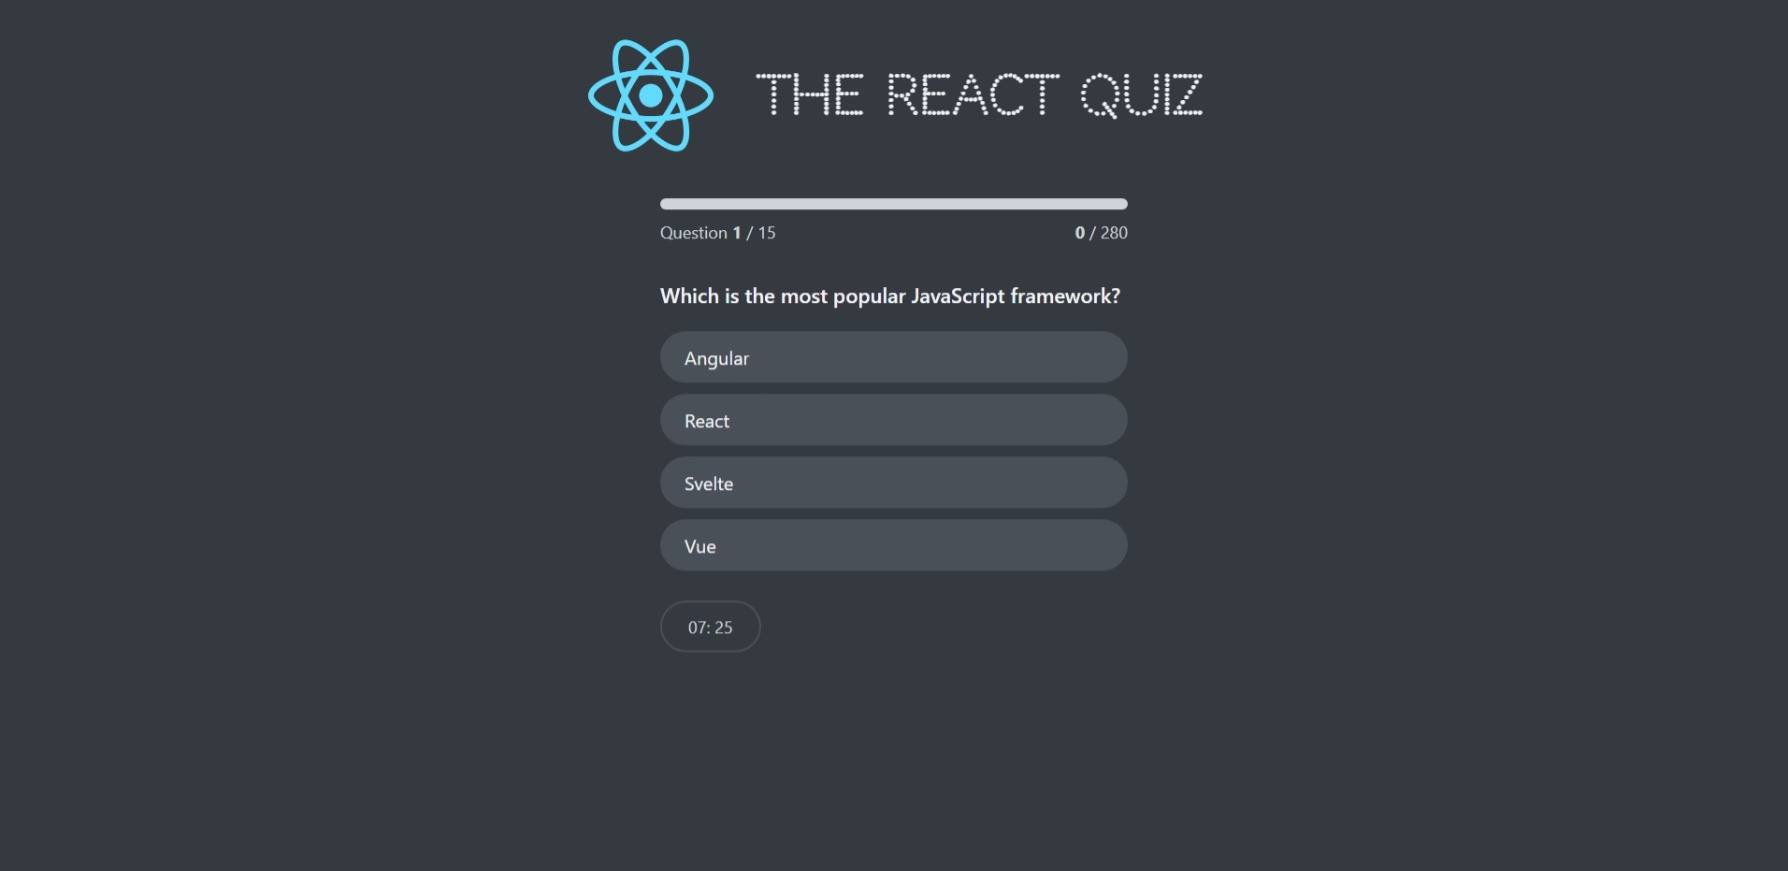 THE REACT QUIZ
Question 1 / 15
0 / 280
Which is the most popular JavaScript framework?
Angular
React
Svelte
Vue
07: 25